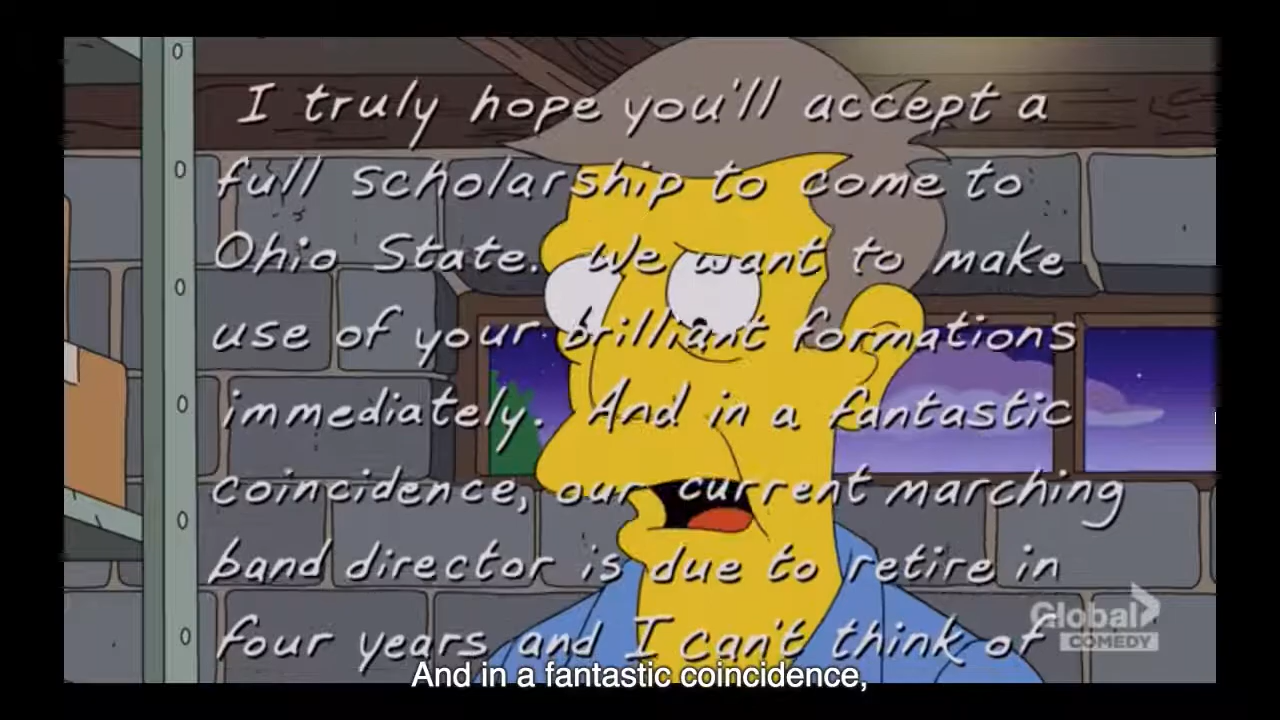 I truly hope you'll accept a
full scholarship to come to
Ohio State. We want to make
use of your brilliant formations
immediately. And in a fantastic
coincidence, our current marching
band director is due to retire in
four years and I can't think of
Global
COMEDY
And in a fantastic coincidence,